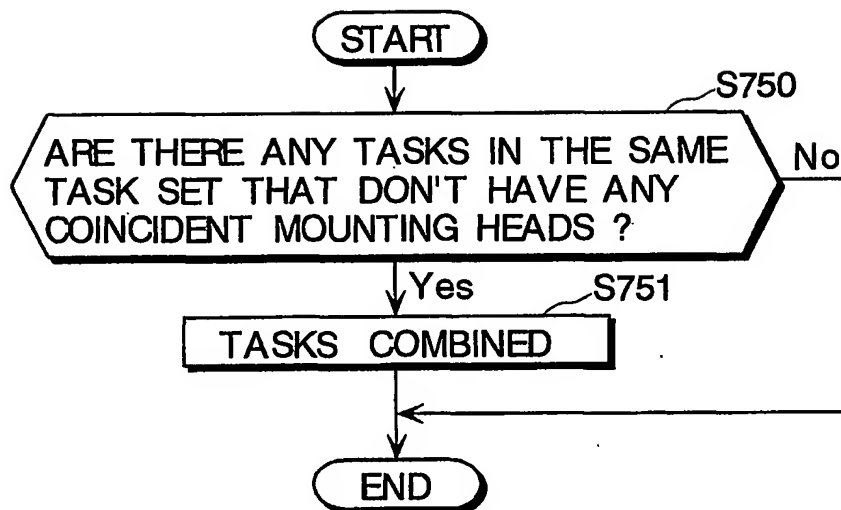 START
S750
ARE THERE ANY TASKS IN THE SAME
TASK SET THAT DON'T HAVE ANY
COINCIDENT MOUNTING HEADS ?
No
Yes
S751
TASKS COMBINED
END